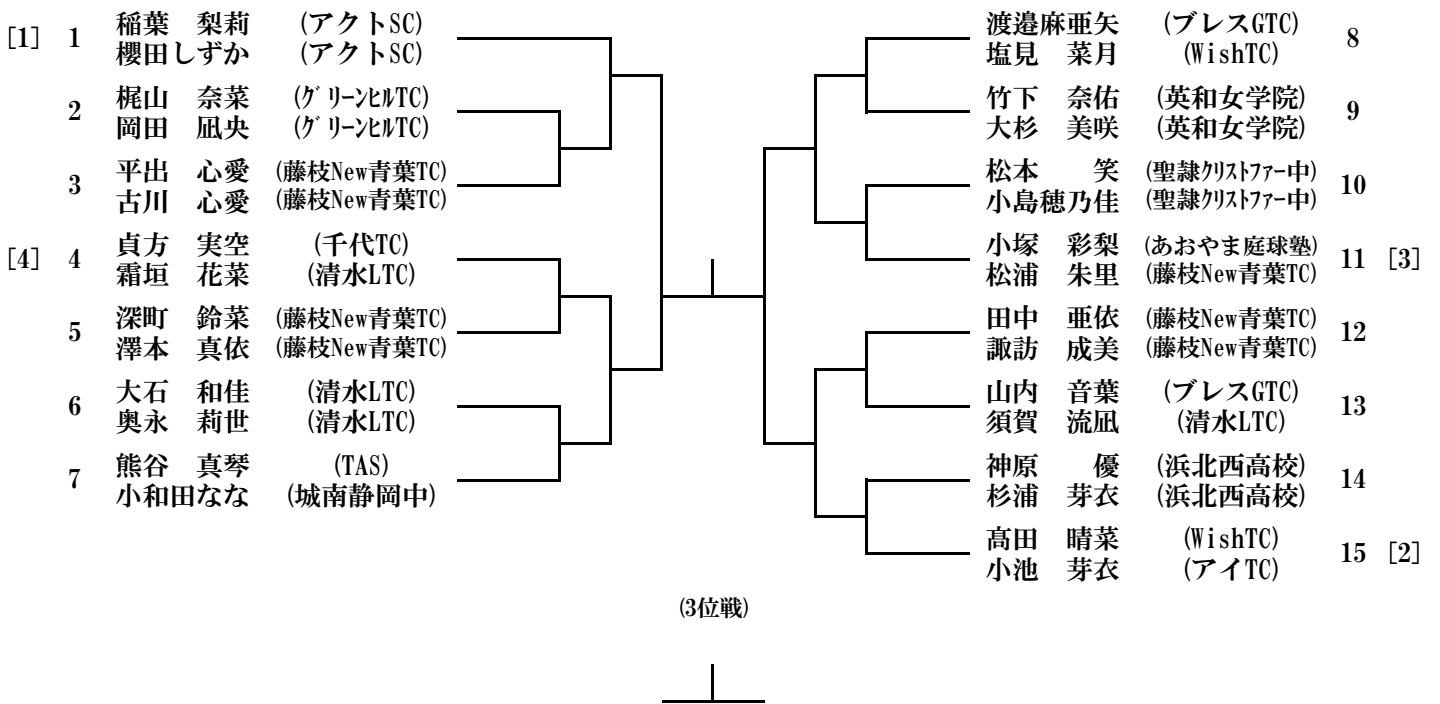 [1] 1 稲葉 梨莉 (アクトSC)
櫻田しずか (アクトSC)
2 梶山 奈菜 (グリーンヒルTC)
岡田 凪央 (グリーンヒルTC)
3 平出 心愛 (藤枝New青葉TC)
古川 心愛 (藤枝New青葉TC)
[4] 4 貞方 実空 (千代TC)
霜垣 花菜 (清水LTC)
5 深町 鈴菜 (藤枝New青葉TC)
澤本 真依 (藤枝New青葉TC)
6 大石 和佳 (清水LTC)
奥永 莉世 (清水LTC)
7 熊谷 真琴 (TAS)
小和田なな (城南静岡中)
渡邉麻亜矢 (ブレスGTC) 8
塩見 菜月 (WishTC)
竹下 奈佑 (英和女学院) 9
大杉 美咲 (英和女学院)
松本 笑 (聖隷クリストファー中) 10
小島穂乃佳 (聖隷クリストファー中)
小塚 彩梨 (あおやま庭球塾) 11 [3]
松浦 朱里 (藤枝New青葉TC)
田中 亜依 (藤枝New青葉TC) 12
諏訪 成美 (藤枝New青葉TC)
山内 音葉 (ブレスGTC) 13
須賀 流凪 (清水LTC)
神原 優 (浜北西高校) 14
杉浦 芽衣 (浜北西高校)
髙田 晴菜 (WishTC) 15 [2]
小池 芽衣 (アイTC)
(3位戦)